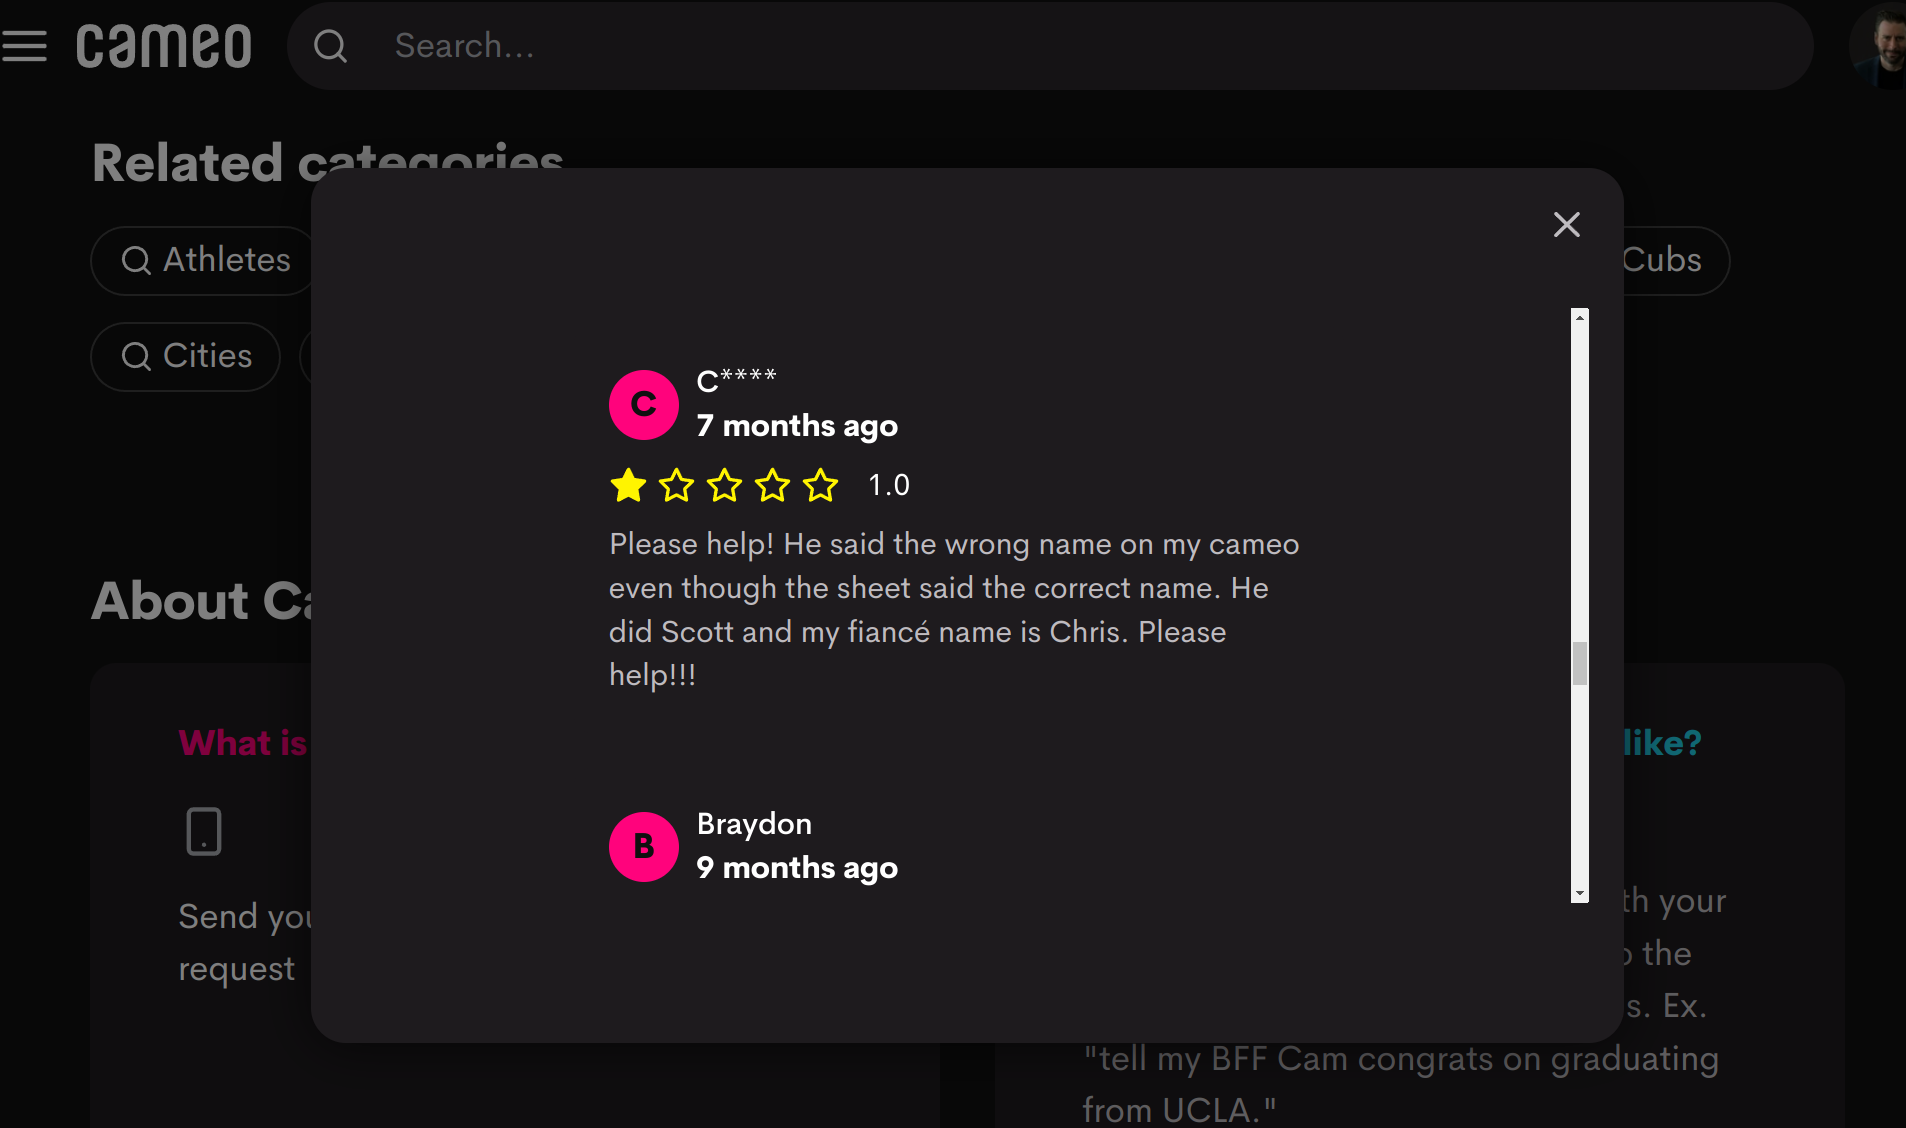 cameo
Search...
Related categories
Athletes
Cubs
Cities
C
C****
7 months ago
1.0
Please help! He said the wrong name on my cameo
even though the sheet said the correct name. He
did Scott and my fiancé name is Chris. Please
help!!!
B
Braydon
9 months ago
About Ca
What is
like?
Send you
request
th your
o the
s. Ex.
"tell my BFF Cam congrats on graduating
from UCLA."